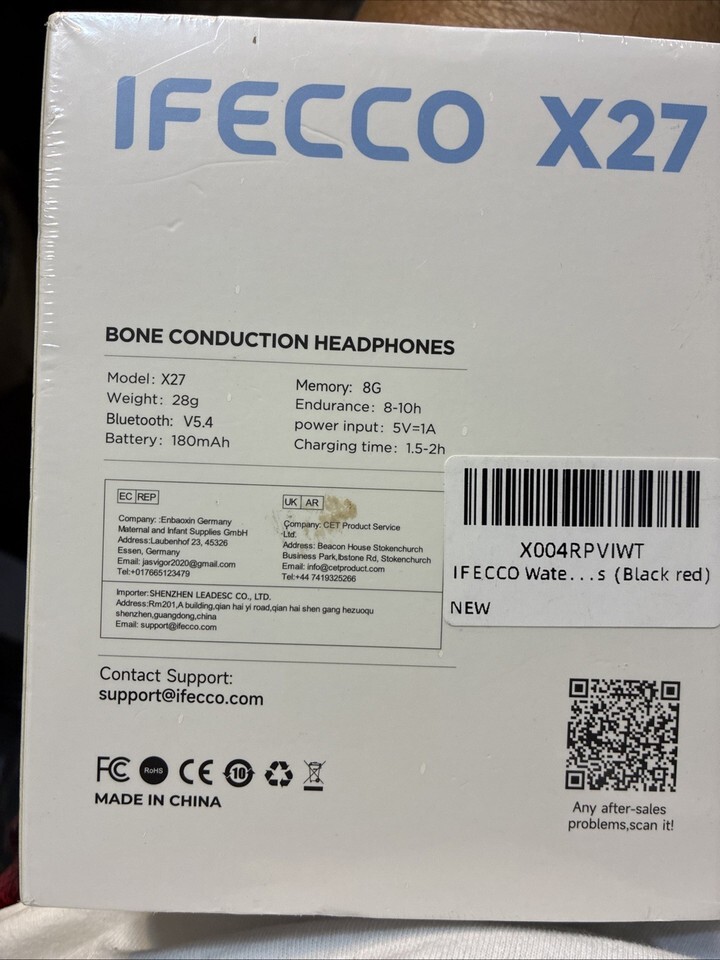 IFECCO X27
BONE CONDUCTION HEADPHONES
Model: X27
Weight: 28g
Bluetooth: V5.4
Battery: 180mAh
Memory: 8G
Endurance: 8-10h
power input: 5V=1A
Charging time: 1.5-2h
EC REP
Company: :Enbaoxin Germany
Maternal and Infant Supplies GmbH
Address:Laubenhof 23, 45326
Essen, Germany
Email: jasvigor2020@gmail.com
Tel:+017665123479
UK AR
Company: CET Product Service
Ltd.
Address: Beacon House Stokenchurch
Business Park,Ibstone Rd, Stokenchurch
Email: info@cetproduct.com
Tel:+44 7419325266
Importer:SHENZHEN LEADESC CO., LTD.
Address:Rm201,A building,qian hai yi road,qian hai shen gang hezuoqu
shenzhen,guangdong,china
Email: support@ifecco.com
X004RPVIWT
IFECCO Wate...s (Black red)
NEW
Contact Support:
support@ifecco.com
FC RoHS CE 10
MADE IN CHINA
Any after-sales
problems,scan it!